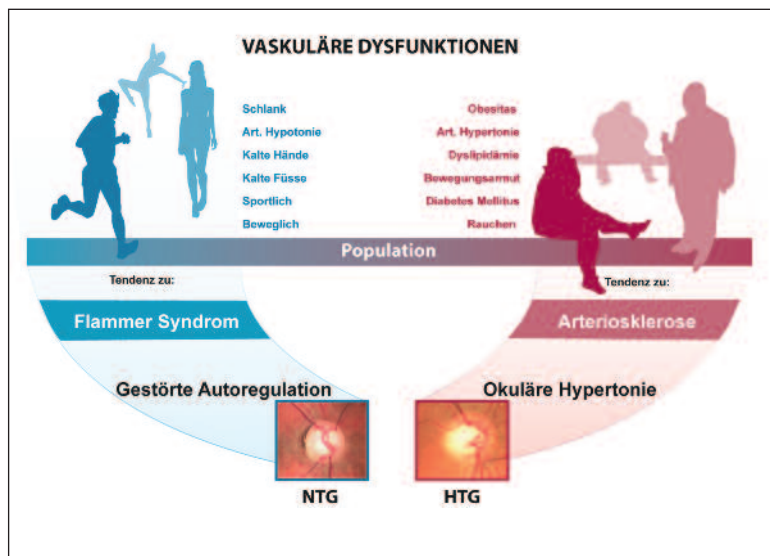 VASKULÄRE DYSFUNKTIONEN
Schlank
Art. Hypotonie
Kalte Hände
Kalte Füsse
Sportlich
Beweglich
Obesitas
Art. Hypertonie
Dyslipidämie
Bewegungsarmut
Diabetes Mellitus
Rauchen
Population
Tendenz zu:
Flammer Syndrom
Gestörte Autoregulation
NTG
Tendenz zu:
Arteriosklerose
Okuläre Hypertonie
HTG